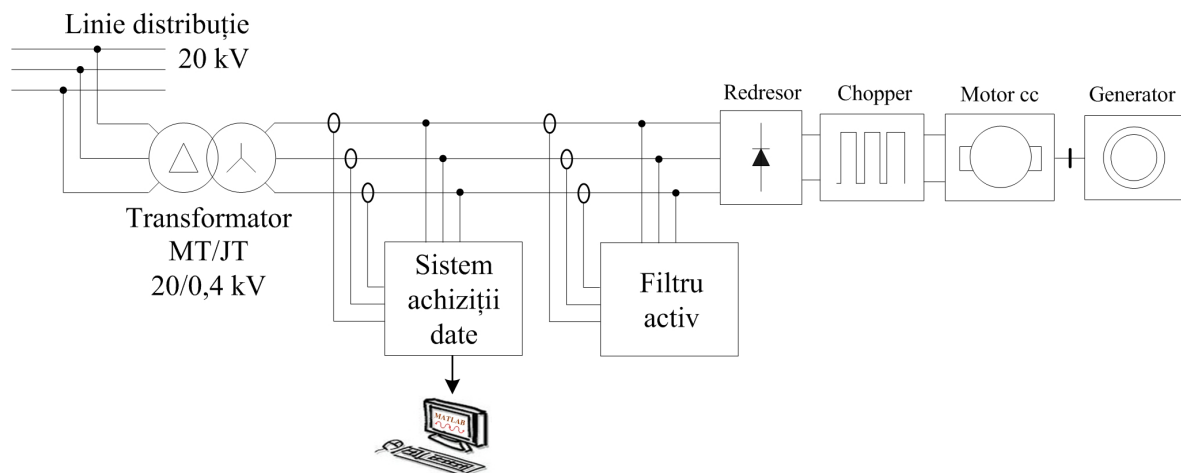 Linie distribuție
20 kV
Redresor
Chopper
Motor cc
Generator
Transformator
MT/JT
20/0,4 kV
Sistem
achiziții
date
Filtru
activ
MATLAB